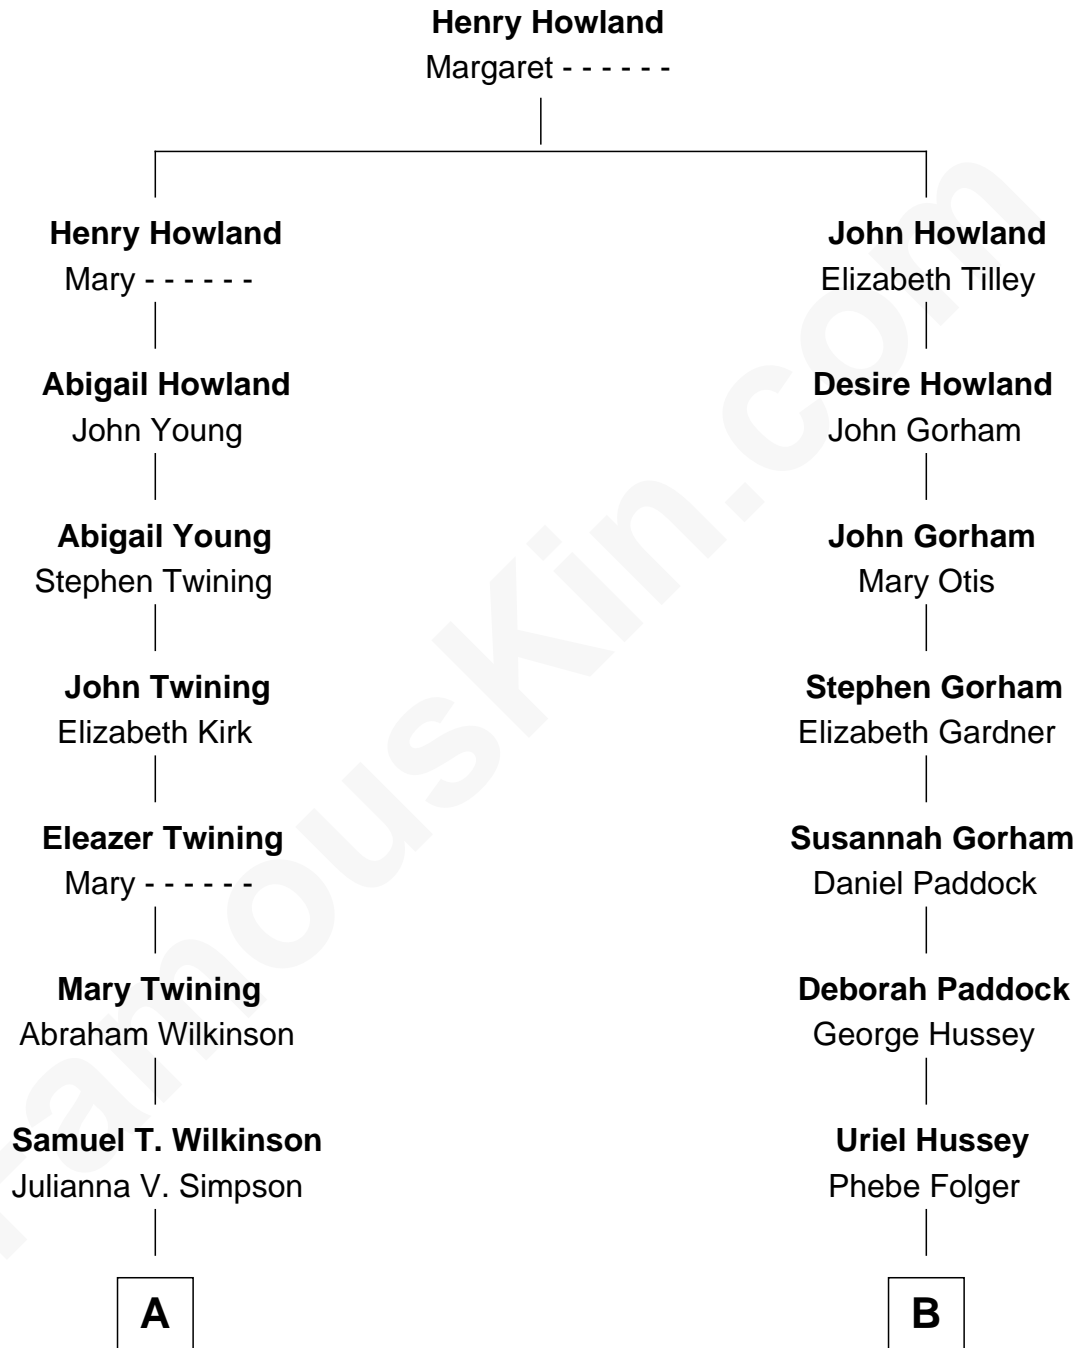 Henry Howland
Margaret - - - - - -
Henry Howland
Mary - - - - - -
Abigail Howland
John Young
Abigail Young
Stephen Twining
John Twining
Elizabeth Kirk
Eleazer Twining
Mary - - - - - -
Mary Twining
Abraham Wilkinson
Samuel T. Wilkinson
Julianna V. Simpson
A
John Howland
Elizabeth Tilley
Desire Howland
John Gorham
John Gorham
Mary Otis
Stephen Gorham
Elizabeth Gardner
Susannah Gorham
Daniel Paddock
Deborah Paddock
George Hussey
Uriel Hussey
Phebe Folger
B
FamousKin.com